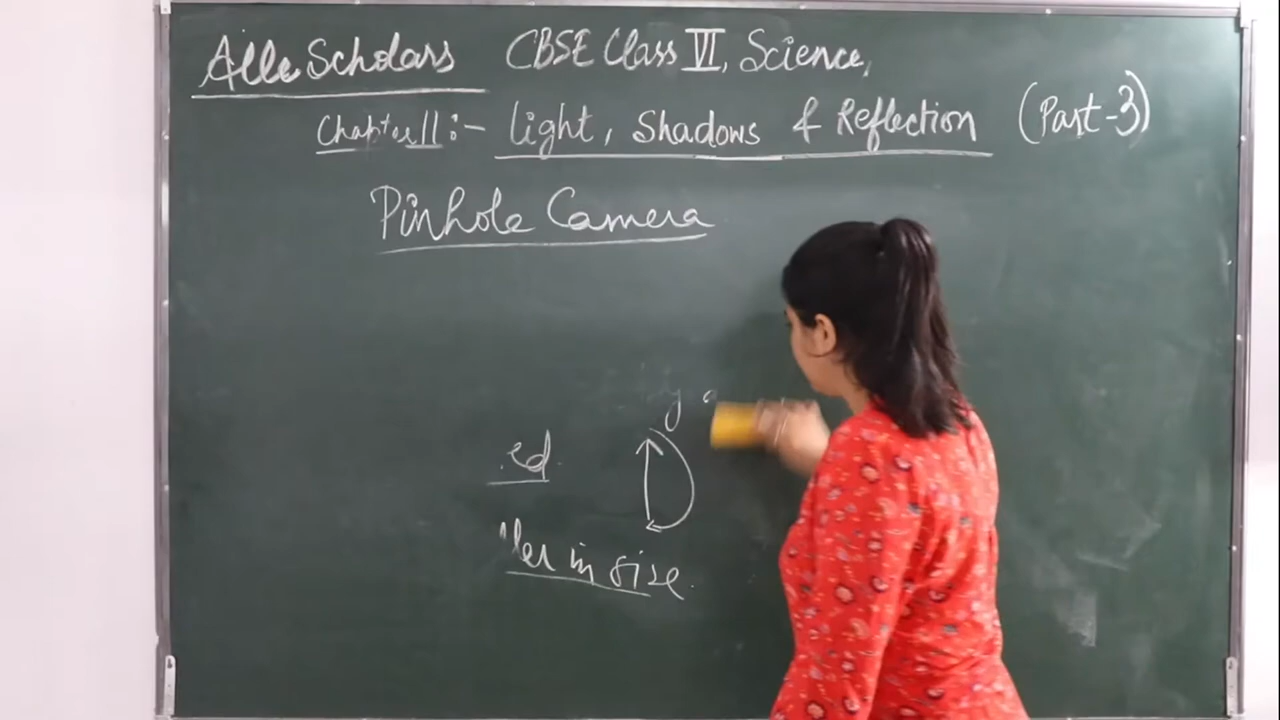 Alle Scholars CBSE Class VI, Science,
Chapter 11:- Light, Shadows & Reflection (Part-3)
Pinhole Camera
in size.